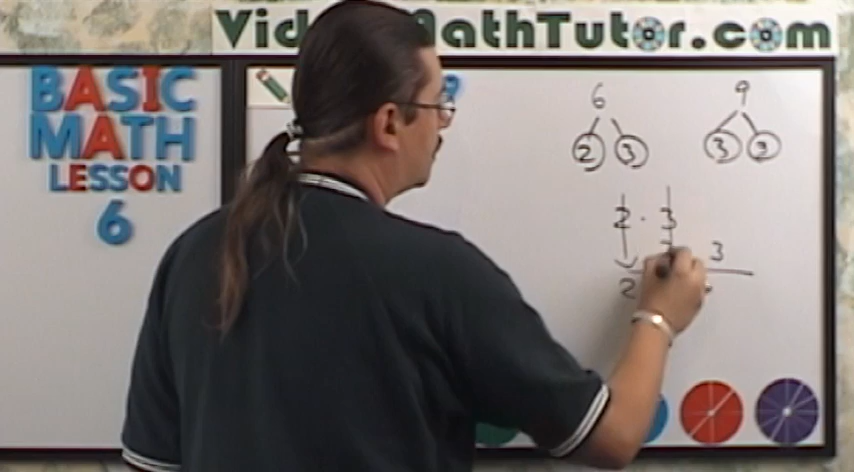 VideoMathTutor.com
BASIC
MATH
LESSON
6
6 9
2 3 3 3
2 · 3
3
2